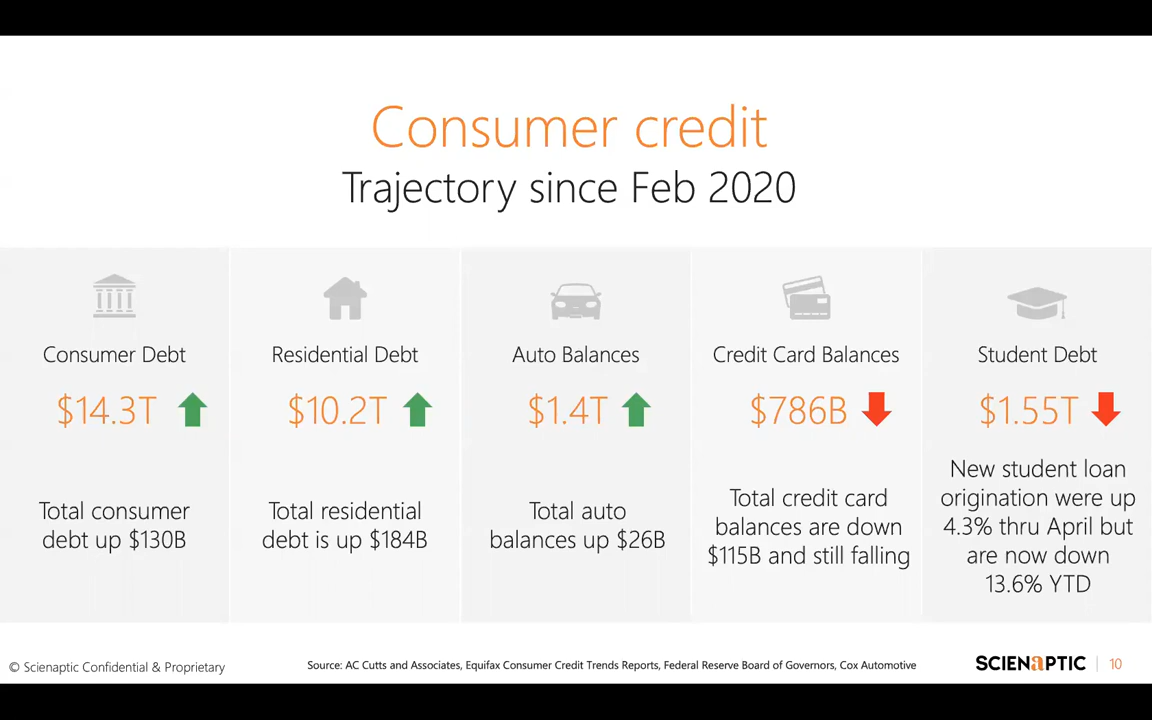 Consumer credit
Trajectory since Feb 2020
Consumer Debt
$14.3T
Total consumer
debt up $130B
Residential Debt
$10.2T
Total residential
debt is up $184B
Auto Balances
$1.4T
Total auto
balances up $26B
Credit Card Balances
$786B
Total credit card
balances are down
$115B and still falling
Student Debt
$1.55T
New student loan
origination were up
4.3% thru April but
are now down
13.6% YTD
© Scienaptic Confidential & Proprietary
Source: AC Cutts and Associates, Equifax Consumer Credit Trends Reports, Federal Reserve Board of Governors, Cox Automotive
SCIENaPTIC
10